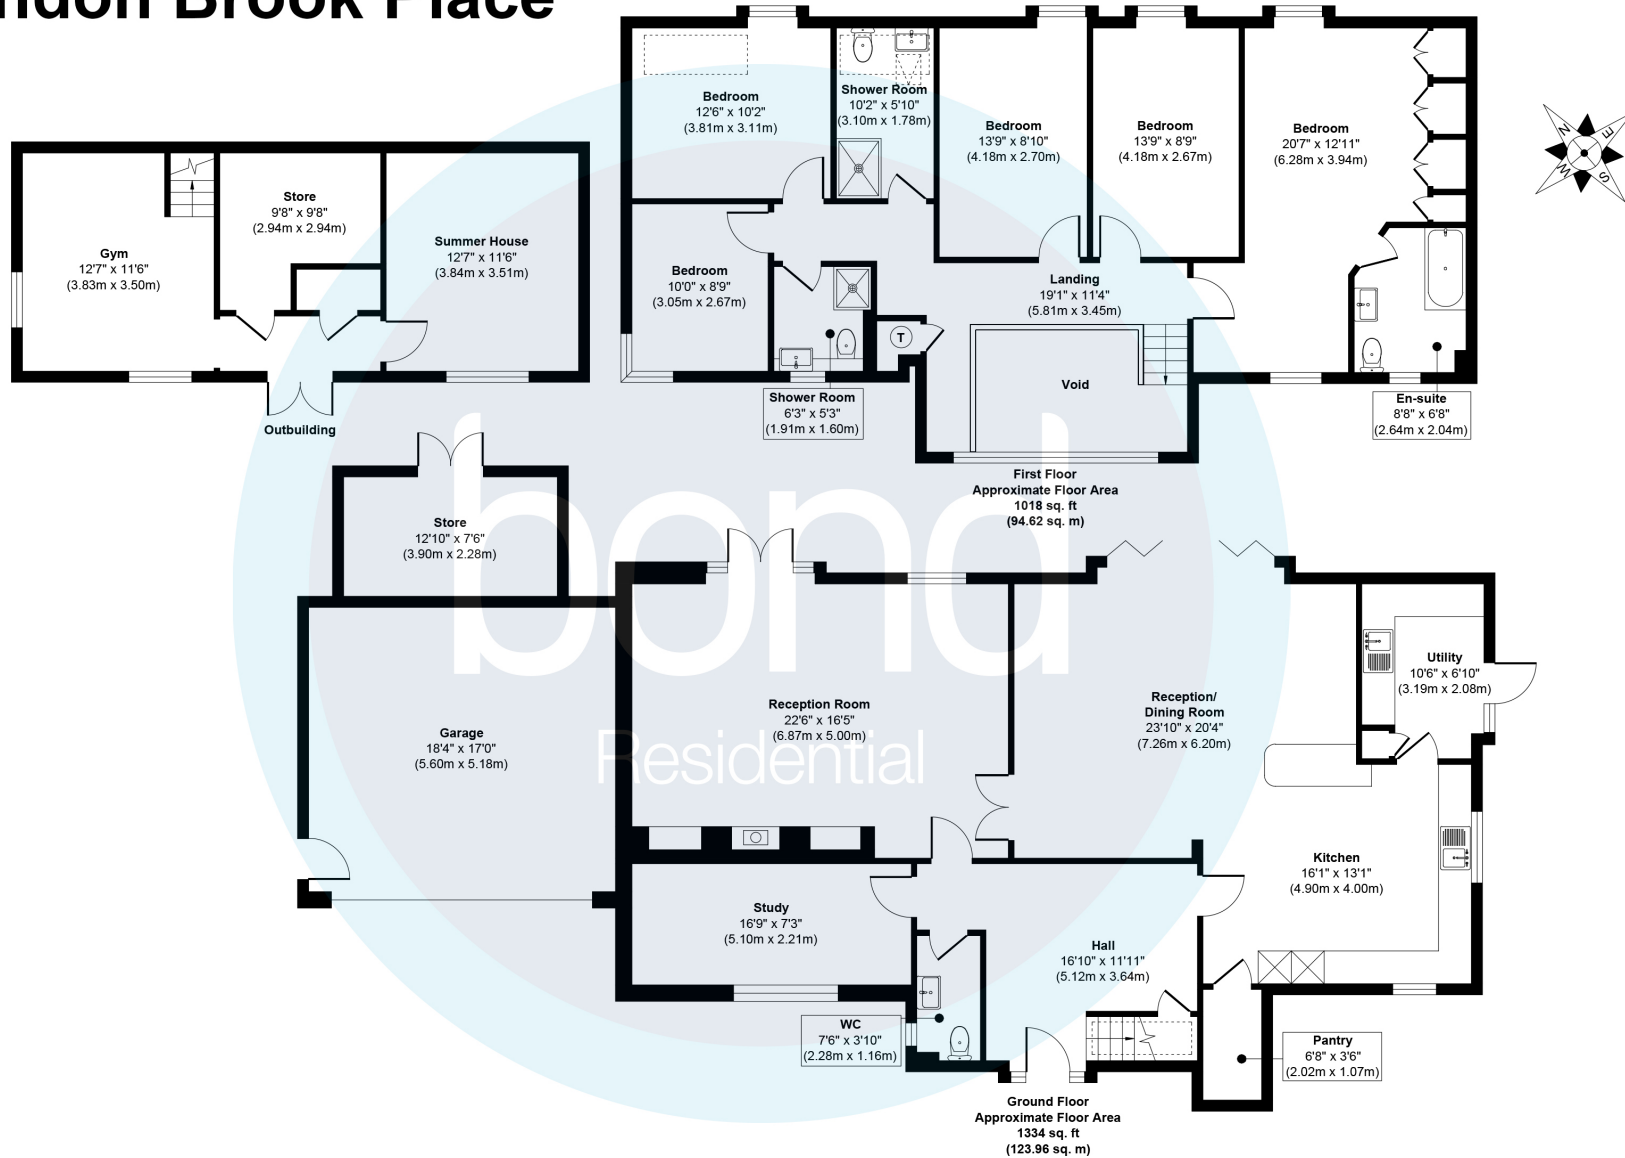 ndon Brook Place
Bedroom
12'6" x 10'2"
(3.81m x 3.11m)
Shower Room
10'2" x 5'10"
(3.10m x 1.78m)
Bedroom
13'9" x 8'10"
(4.18m x 2.70m)
Bedroom
13'9" x 8'9"
(4.18m x 2.67m)
Bedroom
20'7" x 12'11"
(6.28m x 3.94m)
N
E
W
S
Gym
12'7" x 11'6"
(3.83m x 3.50m)
Store
9'8" x 9'8"
(2.94m x 2.94m)
Summer House
12'7" x 11'6"
(3.84m x 3.51m)
Bedroom
10'0" x 8'9"
(3.05m x 2.67m)
Landing
19'1" x 11'4"
(5.81m x 3.45m)
T
Void
Shower Room
6'3" x 5'3"
(1.91m x 1.60m)
En-suite
8'8" x 6'8"
(2.64m x 2.04m)
Outbuilding
First Floor
Approximate Floor Area
1018 sq. ft
(94.62 sq. m)
Store
12'10" x 7'6"
(3.90m x 2.28m)
bond
Residential
Utility
10'6" x 6'10"
(3.19m x 2.08m)
Reception Room
22'6" x 16'5"
(6.87m x 5.00m)
Reception/
Dining Room
23'10" x 20'4"
(7.26m x 6.20m)
Garage
18'4" x 17'0"
(5.60m x 5.18m)
Kitchen
16'1" x 13'1"
(4.90m x 4.00m)
Study
16'9" x 7'3"
(5.10m x 2.21m)
Hall
16'10" x 11'11"
(5.12m x 3.64m)
WC
7'6" x 3'10"
(2.28m x 1.16m)
Pantry
6'8" x 3'6"
(2.02m x 1.07m)
Ground Floor
Approximate Floor Area
1334 sq. ft
(123.96 sq. m)